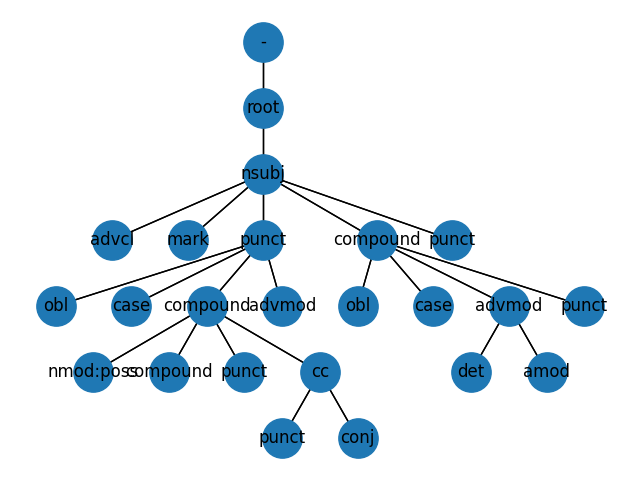 -
root
nsubj
advcl mark punct compound punct
obl case compound advmod obl case advmod punct
nmod:poss compound punct cc det amod
punct conj